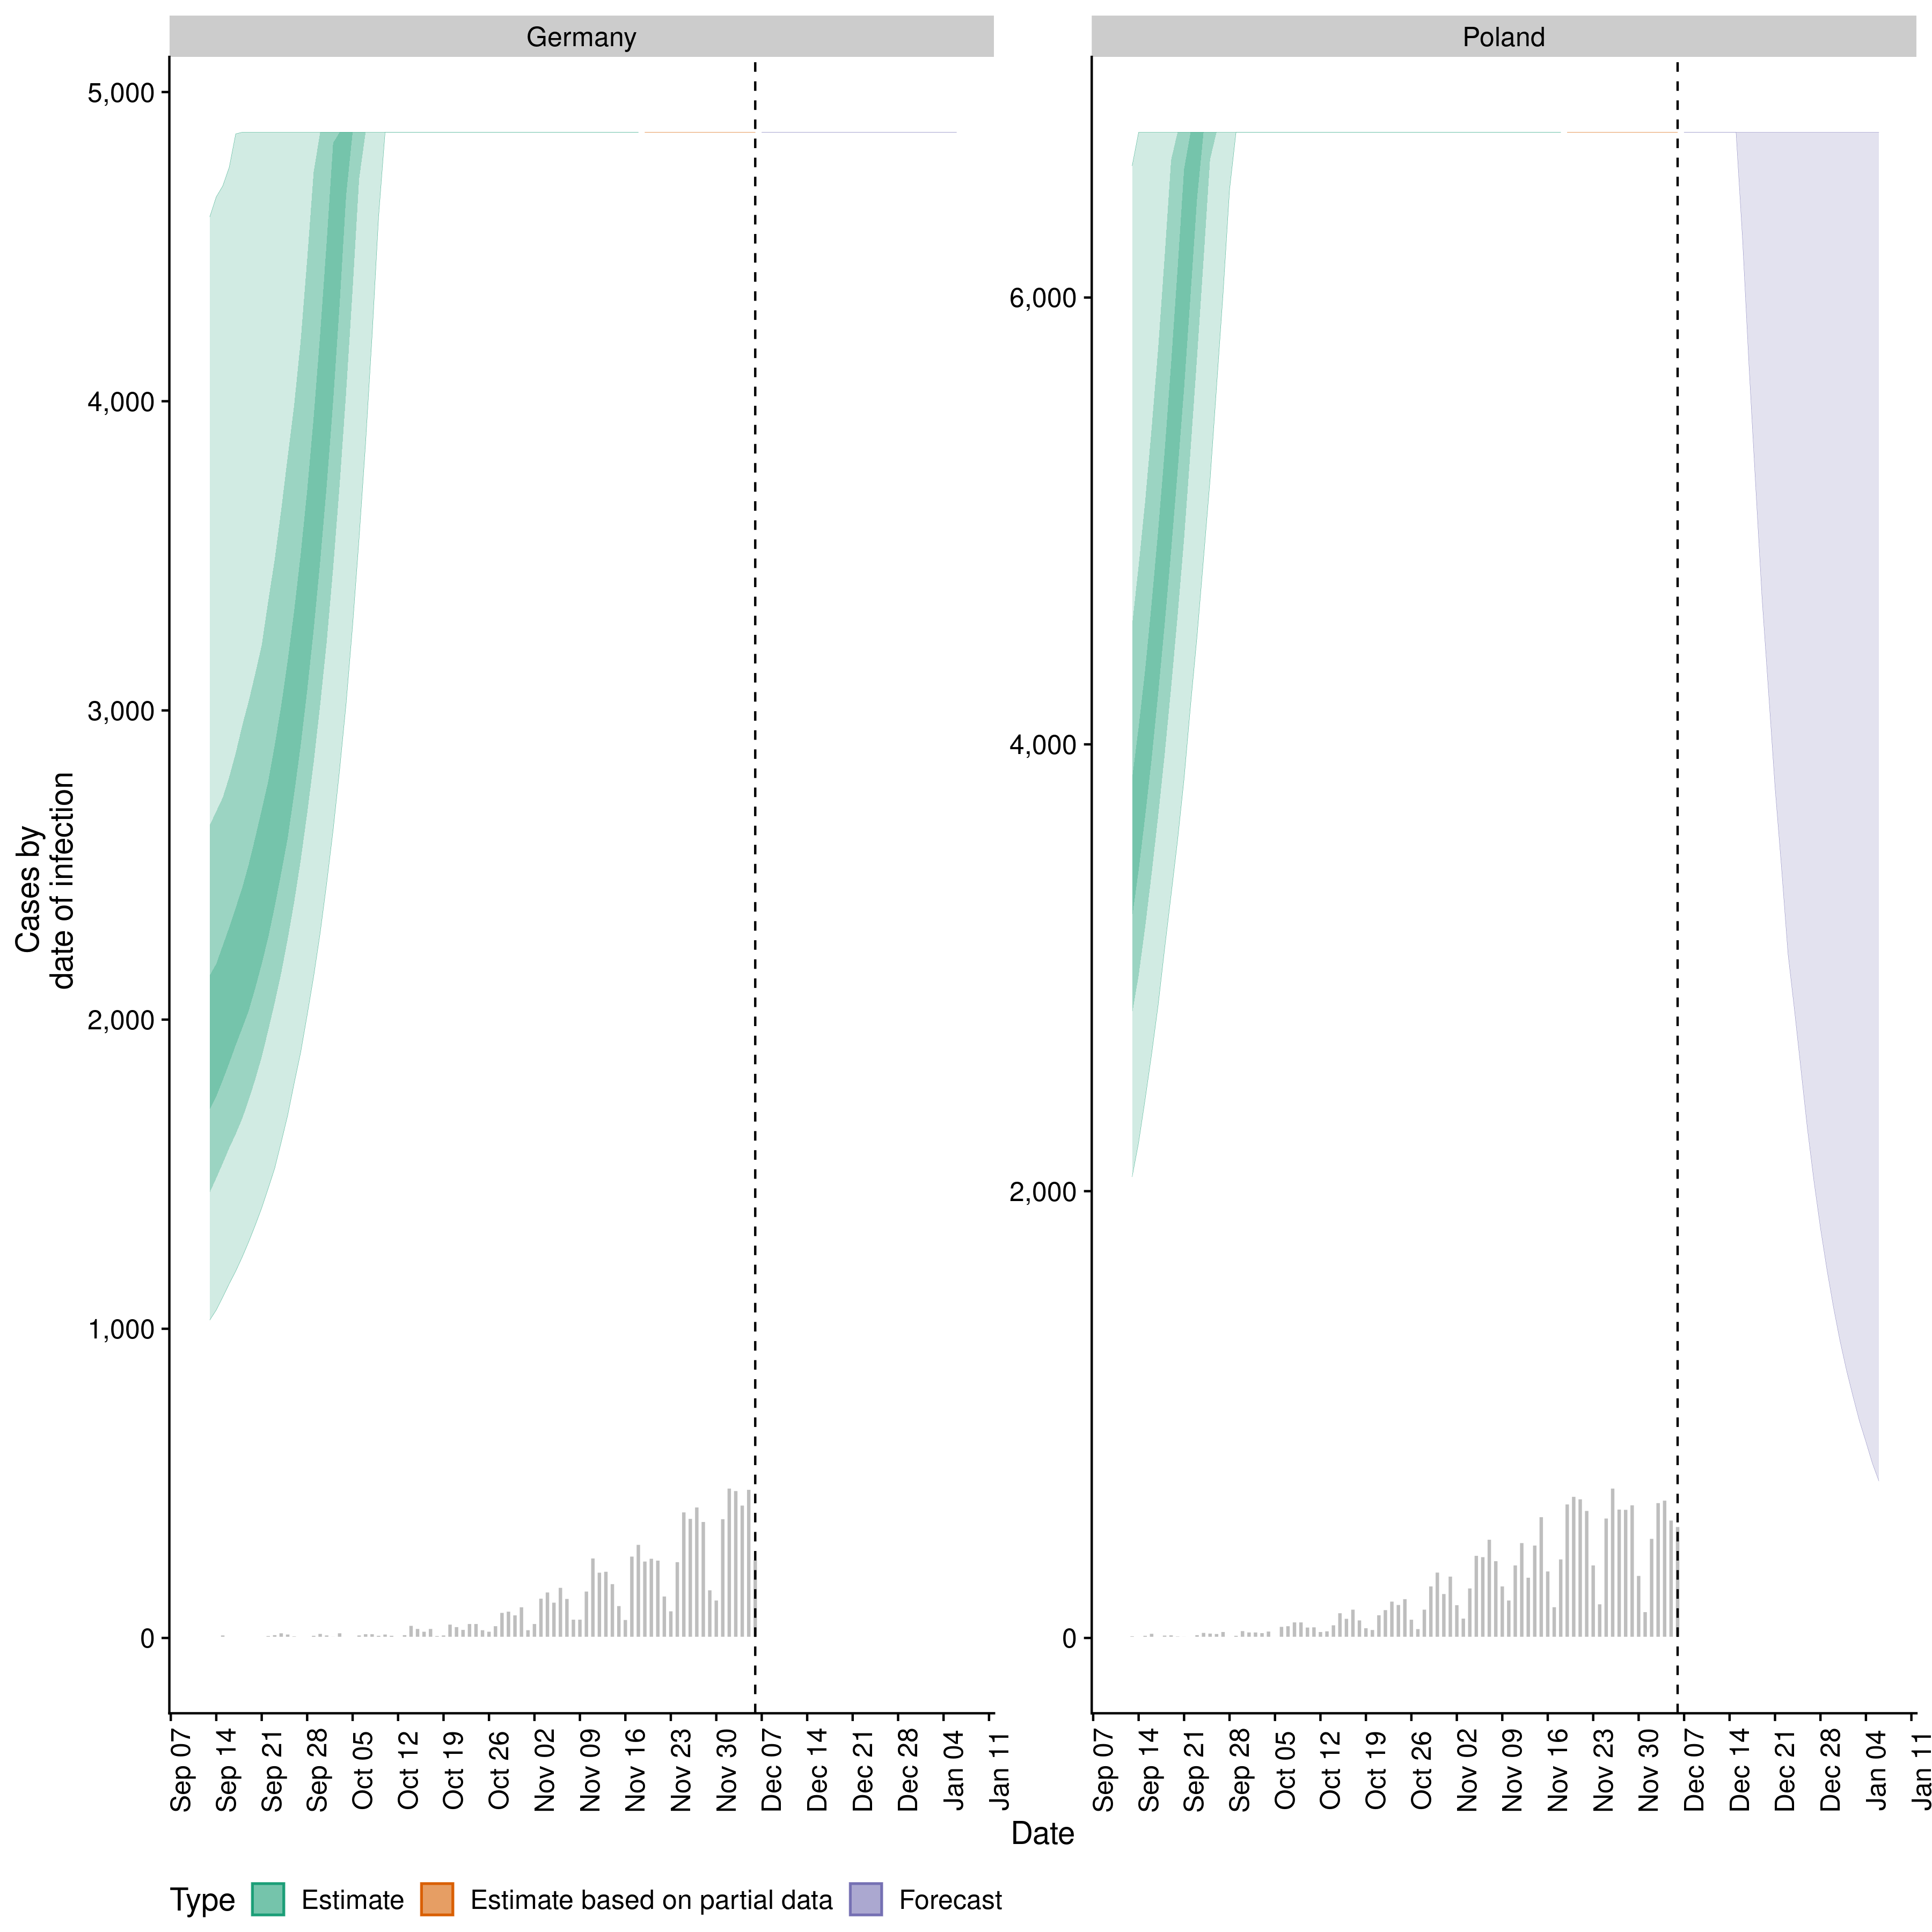 Germany
Poland
5,000
4,000
3,000
2,000
1,000
0
6,000
4,000
2,000
0
Cases by
date of infection
Sep 07
Sep 14
Sep 21
Sep 28
Oct 05
Oct 12
Oct 19
Oct 26
Nov 02
Nov 09
Nov 16
Nov 23
Nov 30
Dec 07
Dec 14
Dec 21
Dec 28
Jan 04
Jan 11
Sep 07
Sep 14
Sep 21
Sep 28
Oct 05
Oct 12
Oct 19
Oct 26
Nov 02
Nov 09
Nov 16
Nov 23
Nov 30
Dec 07
Dec 14
Dec 21
Dec 28
Jan 04
Jan 11
Date
Type Estimate Estimate based on partial data Forecast